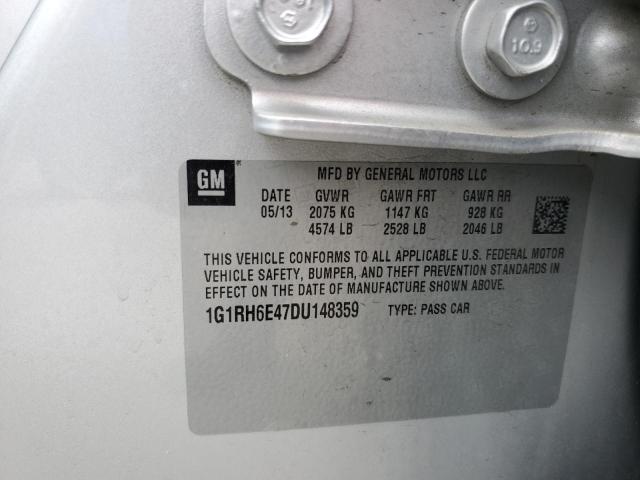 10.9
GM
MFD BY GENERAL MOTORS LLC
DATE GVWR GAWR FRT GAWR RR
05/13 2075 KG 1147 KG 928 KG
4574 LB 2528 LB 2046 LB
THIS VEHICLE CONFORMS TO ALL APPLICABLE U.S. FEDERAL MOTOR
VEHICLE SAFETY, BUMPER, AND THEFT PREVENTION STANDARDS IN
EFFECT ON THE DATE OF MANUFACTURE SHOWN ABOVE.
1G1RH6E47DU148359 TYPE: PASS CAR